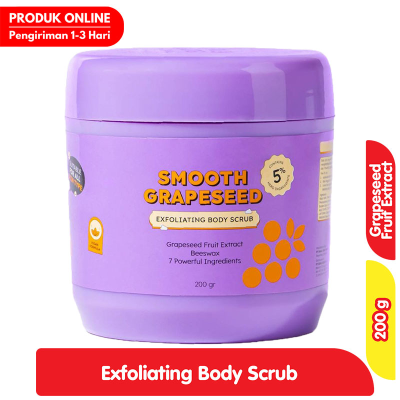 PRODUK ONLINE
Pengiriman 1-3 Hari
SMOOTH
GRAPESEED
5%
EXFOLIATING BODY SCRUB
Grapeseed Fruit Extract
Beeswax
7 Powerful Ingredients
200 gr
Grapeseed
Fruit Extract
200 g
Exfoliating Body Scrub